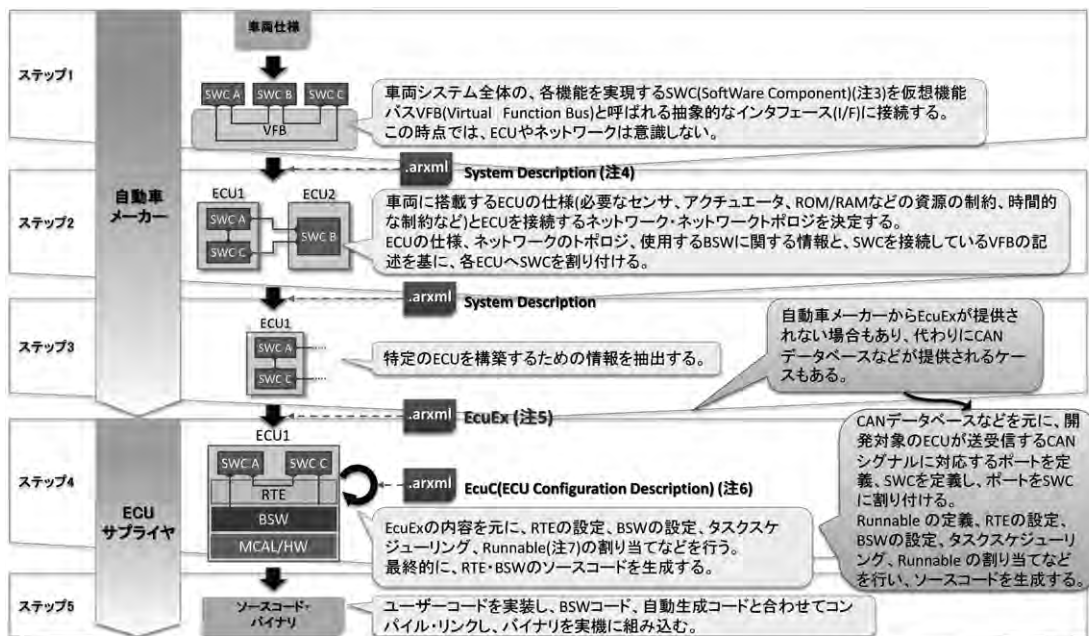 車両仕様
ステップ1
SWC A SWC B SWC C
VFB
車両システム全体の、各機能を実現するSWC(SoftWare Component)(注3)を仮想機能
バスVFB(Virtual Function Bus)と呼ばれる抽象的なインタフェース(I/F)に接続する。
この時点では、ECUやネットワークは意識しない。
.arxml System Description (注4)
自動車
メーカー
ステップ2
ECU1 ECU2
SWC A
SWC B
SWC C
車両に搭載するECUの仕様(必要なセンサ、アクチュエータ、ROM/RAMなどの資源の制約、時間的
な制約など)とECUを接続するネットワーク・ネットワークトポロジを決定する。
ECUの仕様、ネットワークのトポロジ、使用するBSWに関する情報と、SWCを接続しているVFBの記
述を基に、各ECUへSWCを割り付ける。
.arxml System Description
ステップ3
ECU1
SWC A
SWC C
特定のECUを構築するための情報を抽出する。
自動車メーカーからEcuExが提供さ
れない場合もあり、代わりにCAN
データベースなどが提供されるケー
スもある。
.arxml EcuEx (注5)
ステップ4
ECU
サプライヤ
ECU1
SWC A SWC C
RTE
BSW
MCAL/HW
.arxml EcuC(ECU Configuration Description) (注6)
EcuExの内容を元に、RTEの設定、BSWの設定、タスクスケ
ジューリング、Runnable(注7)の割り当てなどを行う。
最終的に、RTE・BSWのソースコードを生成する。
CANデータベースなどを元に、開
発対象のECUが送受信するCAN
シグナルに対応するポートを定
義、SWCを定義し、ポートをSWC
に割り付ける。
Runnable の定義、RTEの設定、
BSWの設定、タスクスケジューリ
ング、Runnable の割り当てなど
を行い、ソースコードを生成する。
ステップ5
ソースコード・
バイナリ
ユーザーコードを実装し、BSWコード、自動生成コードと合わせてコン
パイル・リンクし、バイナリを実機に組み込む。